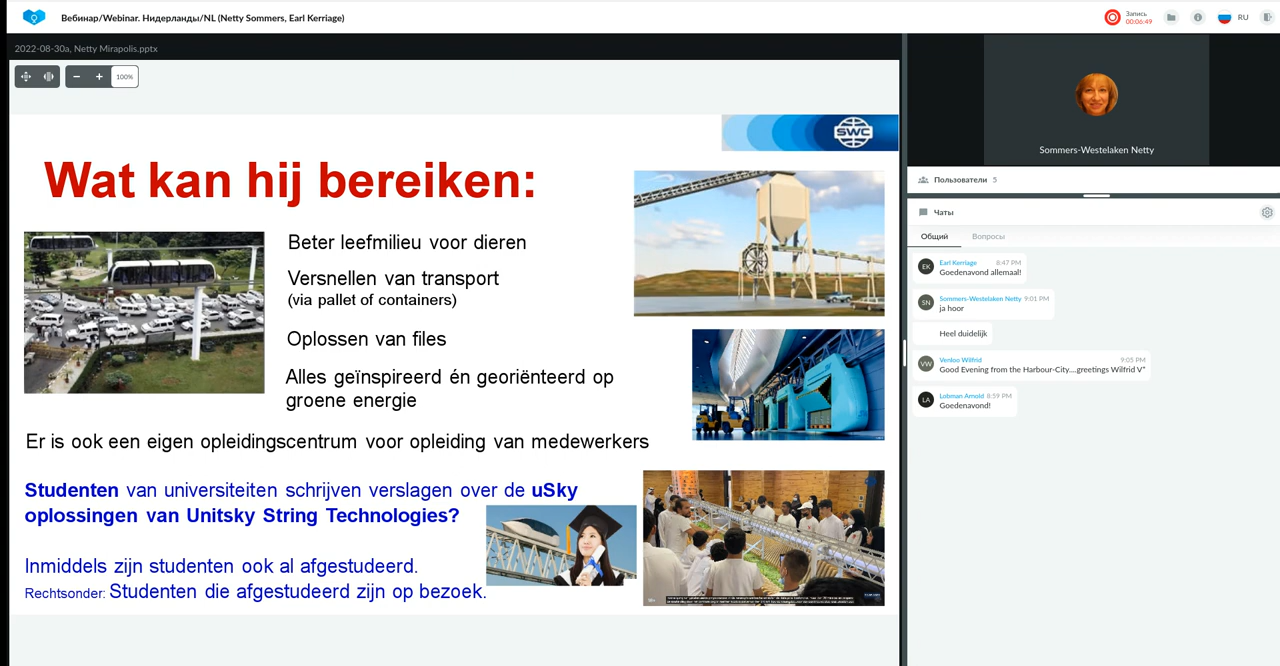 Вебинар/Webinar. Нидерланды/NL (Netty Sommers, Earl Kerriage)
Запись
00:06:49
RU
2022-08-30a, Netty Mirapolis.pptx
100%
SWC
Wat kan hij bereiken:
Beter leefmilieu voor dieren
Versnellen van transport
(via pallet of containers)
Oplossen van files
Alles geïnspireerd én georiënteerd op
groene energie
Er is ook een eigen opleidingscentrum voor opleiding van medewerkers
Studenten van universiteiten schrijven verslagen over de uSky
oplossingen van Unitsky String Technologies?
Inmiddels zijn studenten ook al afgestudeerd.
Rechtsonder: Studenten die afgestudeerd zijn op bezoek.
Sommers-Westelaken Netty
Пользователи 5
Чаты
Общий Вопросы
EK
Earl Kerriage 8:47 PM
Goedenavond allemaal!
SN
Sommers-Westelaken Netty 9:01 PM
ja hoor
Heel duidelijk
VW
Venloo Wilfrid 9:05 PM
Good Evening from the Harbour-City....greetings Wilfrid V"
LA
Lobman Arnold 8:59 PM
Goedenavond!